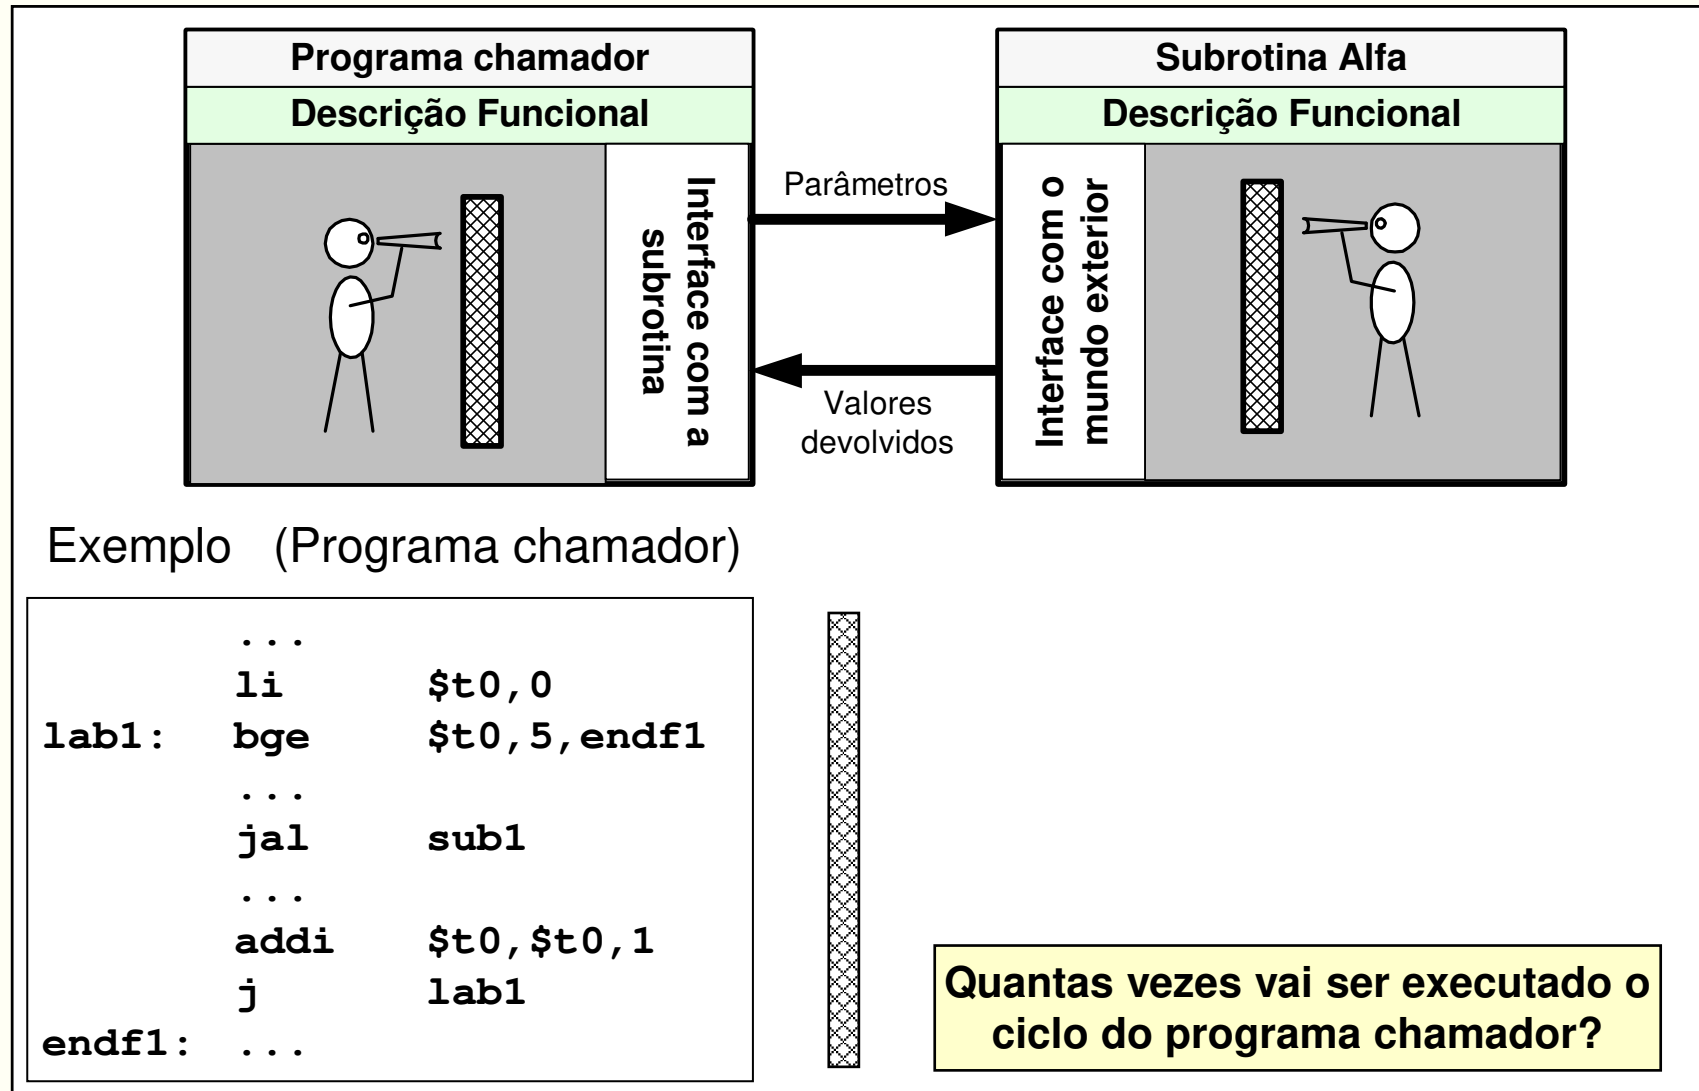 Programa chamador
Descrição Funcional
Interface com a
subrotina
Parâmetros
Valores
devolvidos
Subrotina Alfa
Descrição Funcional
Interface com o
mundo exterior
Exemplo (Programa chamador)
...
li $t0,0
lab1: bge $t0,5,endf1
...
jal sub1
...
addi $t0,$t0,1
j lab1
endf1: ...
Quantas vezes vai ser executado o
ciclo do programa chamador?